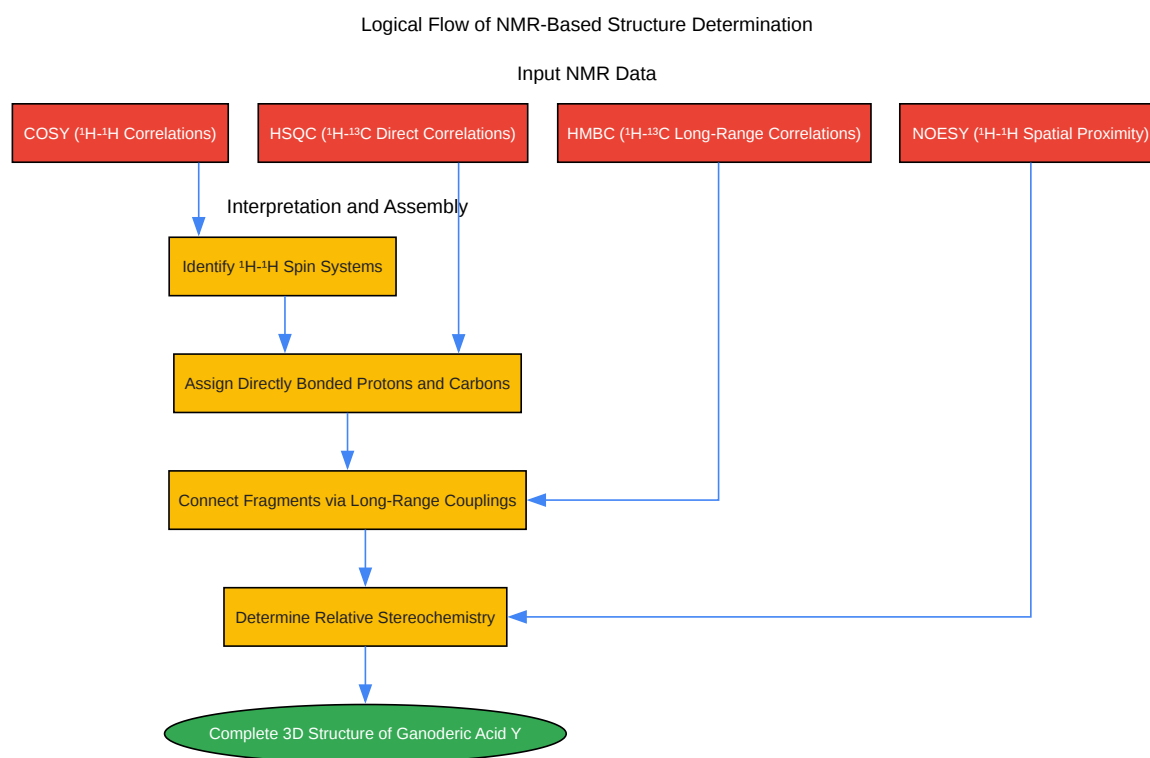 Logical Flow of NMR-Based Structure Determination
Input NMR Data
COSY (¹H-¹H Correlations)
HSQC (¹H-¹³C Direct Correlations)
HMBC (¹H-¹³C Long-Range Correlations)
NOESY (¹H-¹H Spatial Proximity)
Interpretation and Assembly
Identify ¹H-¹H Spin Systems
Assign Directly Bonded Protons and Carbons
Connect Fragments via Long-Range Couplings
Determine Relative Stereochemistry
Complete 3D Structure of Ganoderic Acid Y